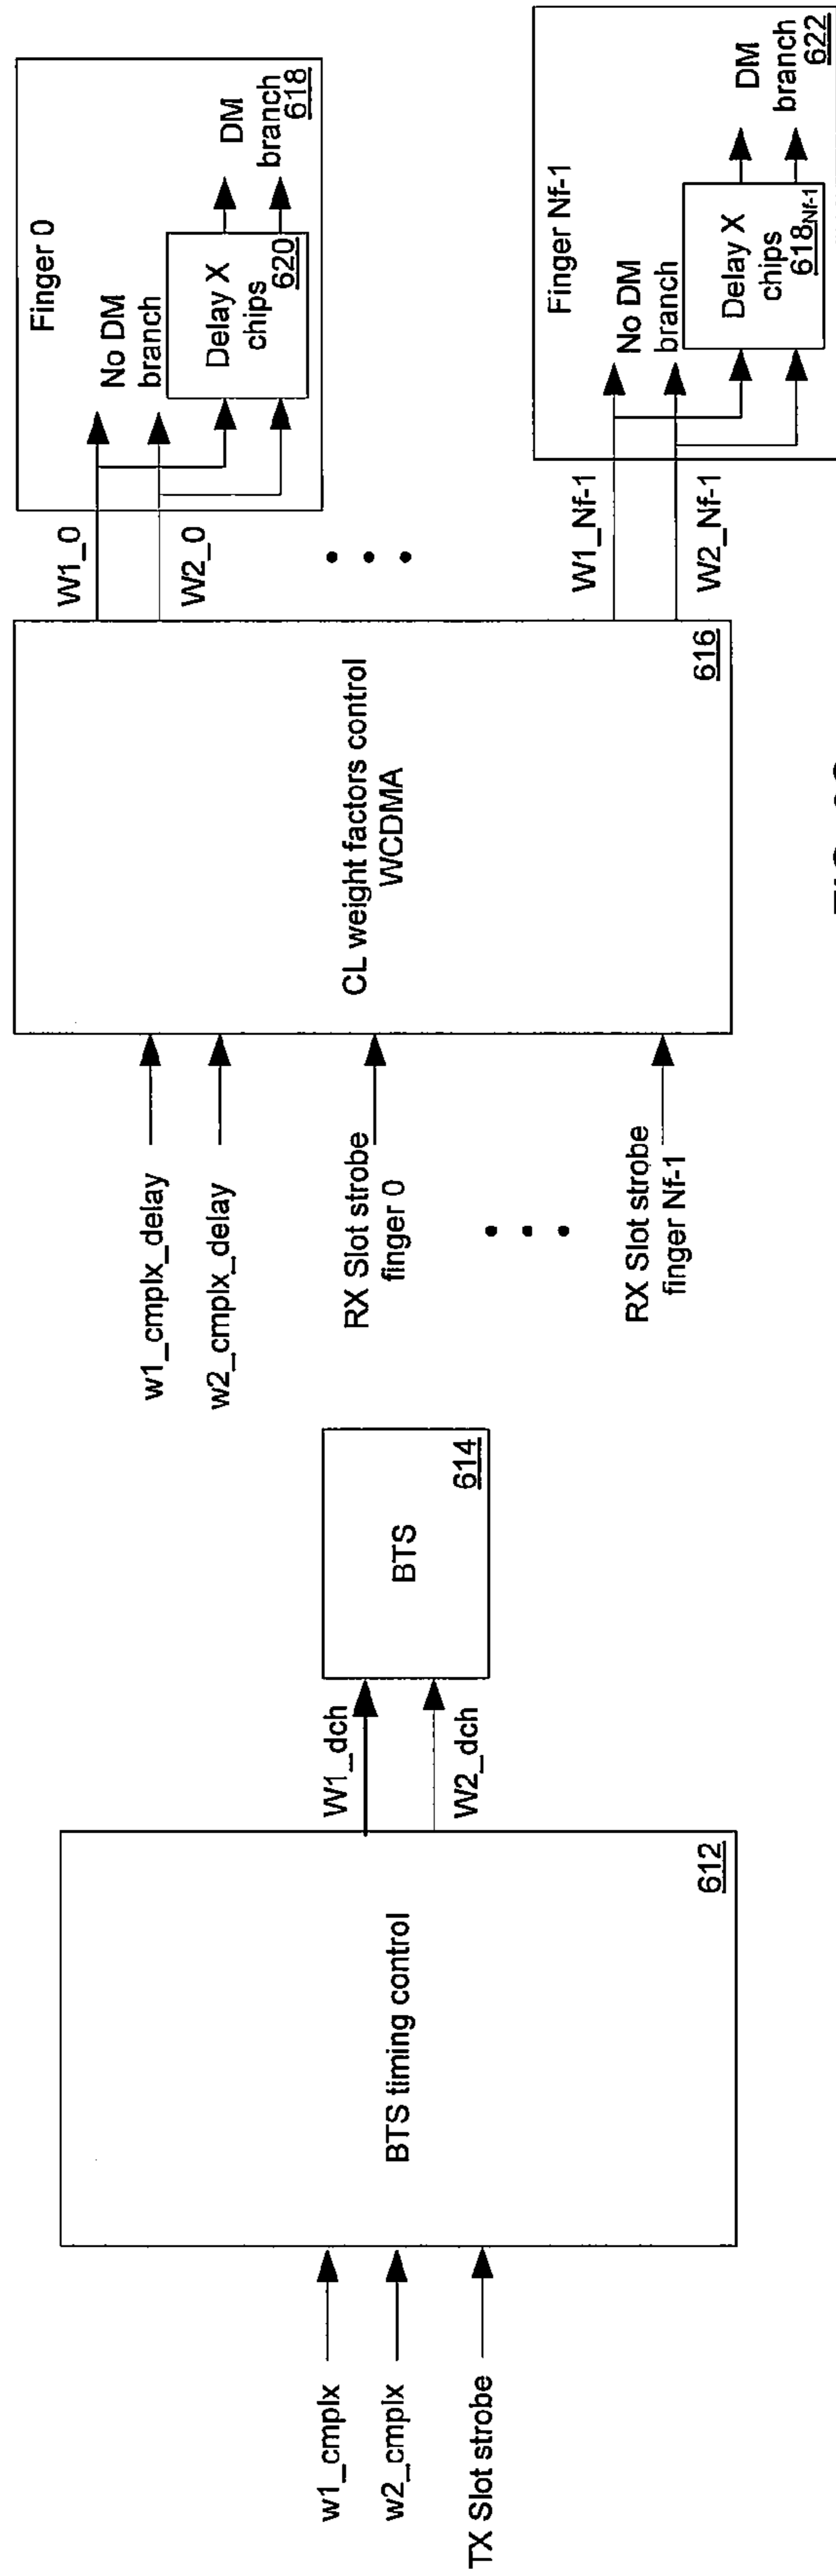 w1_cmplx
w2_cmplx
TX Slot strobe
BTS timing control
612
W1_dch
W2_dch
BTS
614
w1_cmplx_delay
w2_cmplx_delay
RX Slot strobe
finger 0
RX Slot strobe
finger Nf-1
CL weight factors control
WCDMA
616
W1_0
W2_0
Finger 0
No DM
branch
Delay X
chips
620
DM
branch
618
W1_Nf-1
W2_Nf-1
Finger Nf-1
No DM
branch
Delay X
chips
618Nf-1
DM
branch
622